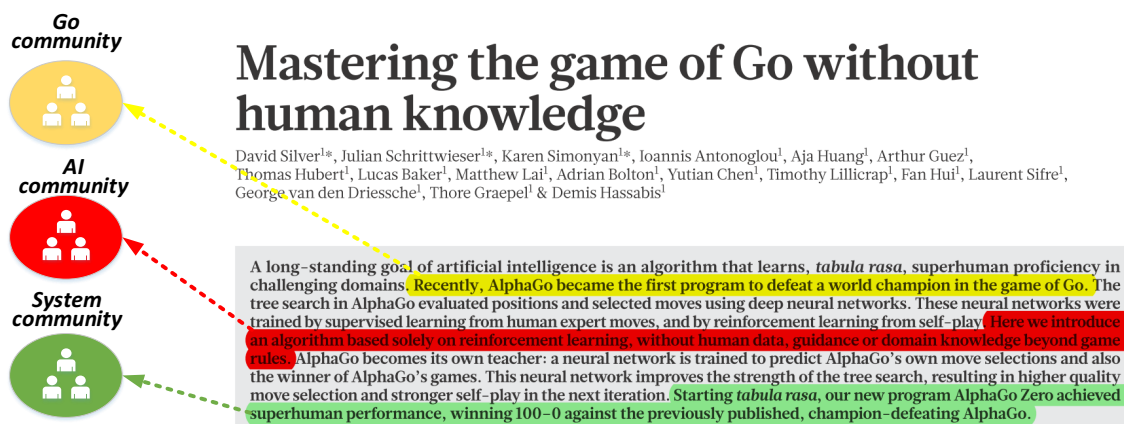 Go
community
AI
community
System
community
Mastering the game of Go without
human knowledge
David Silver¹*, Julian Schrittwieser¹*, Karen Simonyan¹*, Ioannis Antonoglou¹, Aja Huang¹, Arthur Guez¹,
Thomas Hubert¹, Lucas Baker¹, Matthew Lai¹, Adrian Bolton¹, Yutian Chen¹, Timothy Lillicrap¹, Fan Hui¹, Laurent Sifre¹,
George van den Driessche¹, Thore Graepel¹ & Demis Hassabis¹
A long-standing goal of artificial intelligence is an algorithm that learns, tabula rasa, superhuman proficiency in
challenging domains. Recently, AlphaGo became the first program to defeat a world champion in the game of Go. The
tree search in AlphaGo evaluated positions and selected moves using deep neural networks. These neural networks were
trained by supervised learning from human expert moves, and by reinforcement learning from self-play. Here we introduce
an algorithm based solely on reinforcement learning, without human data, guidance or domain knowledge beyond game
rules. AlphaGo becomes its own teacher: a neural network is trained to predict AlphaGo's own move selections and also
the winner of AlphaGo's games. This neural network improves the strength of the tree search, resulting in higher quality
move selection and stronger self-play in the next iteration. Starting tabula rasa, our new program AlphaGo Zero achieved
superhuman performance, winning 100–0 against the previously published, champion-defeating AlphaGo.